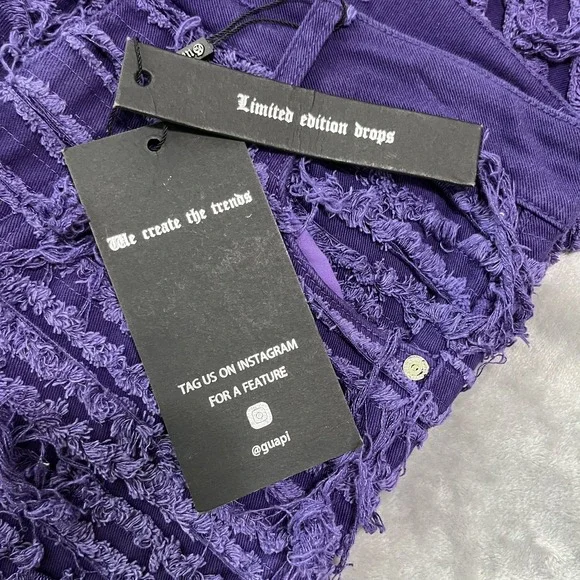 Limited edition drops
We create the trends
TAG US ON INSTAGRAM
FOR A FEATURE
@guapi